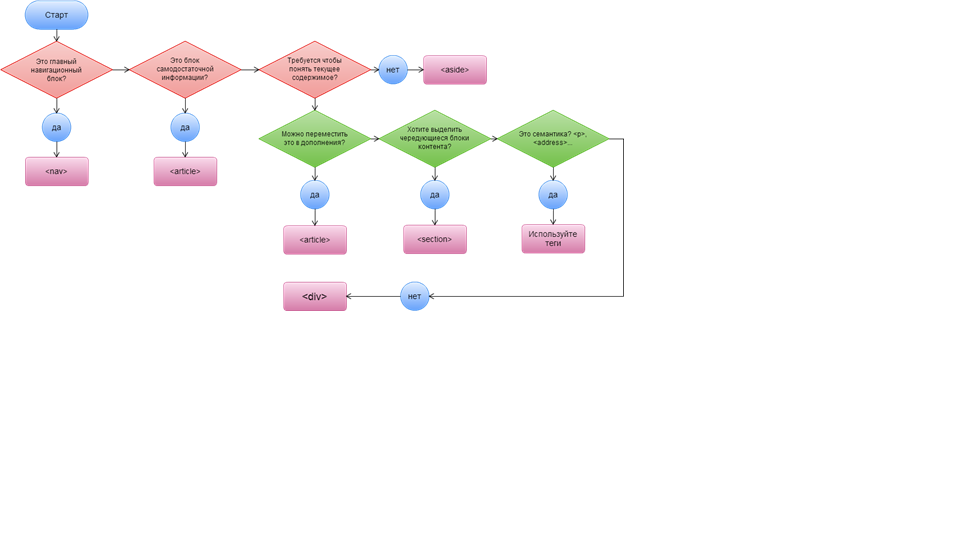 Старт
Это главный
навигационный
блок?
Это блок
самодостаточной
информации?
Требуется чтобы
понять текущее
содержимое?
нет
<aside>
да
<nav>
да
<article>
Можно переместить
это в дополнения?
Хотите выделить
чередующиеся блоки
контента?
Это семантика? <p>,
<address>...
да
<article>
да
<section>
да
Используйте
теги
<div>
нет